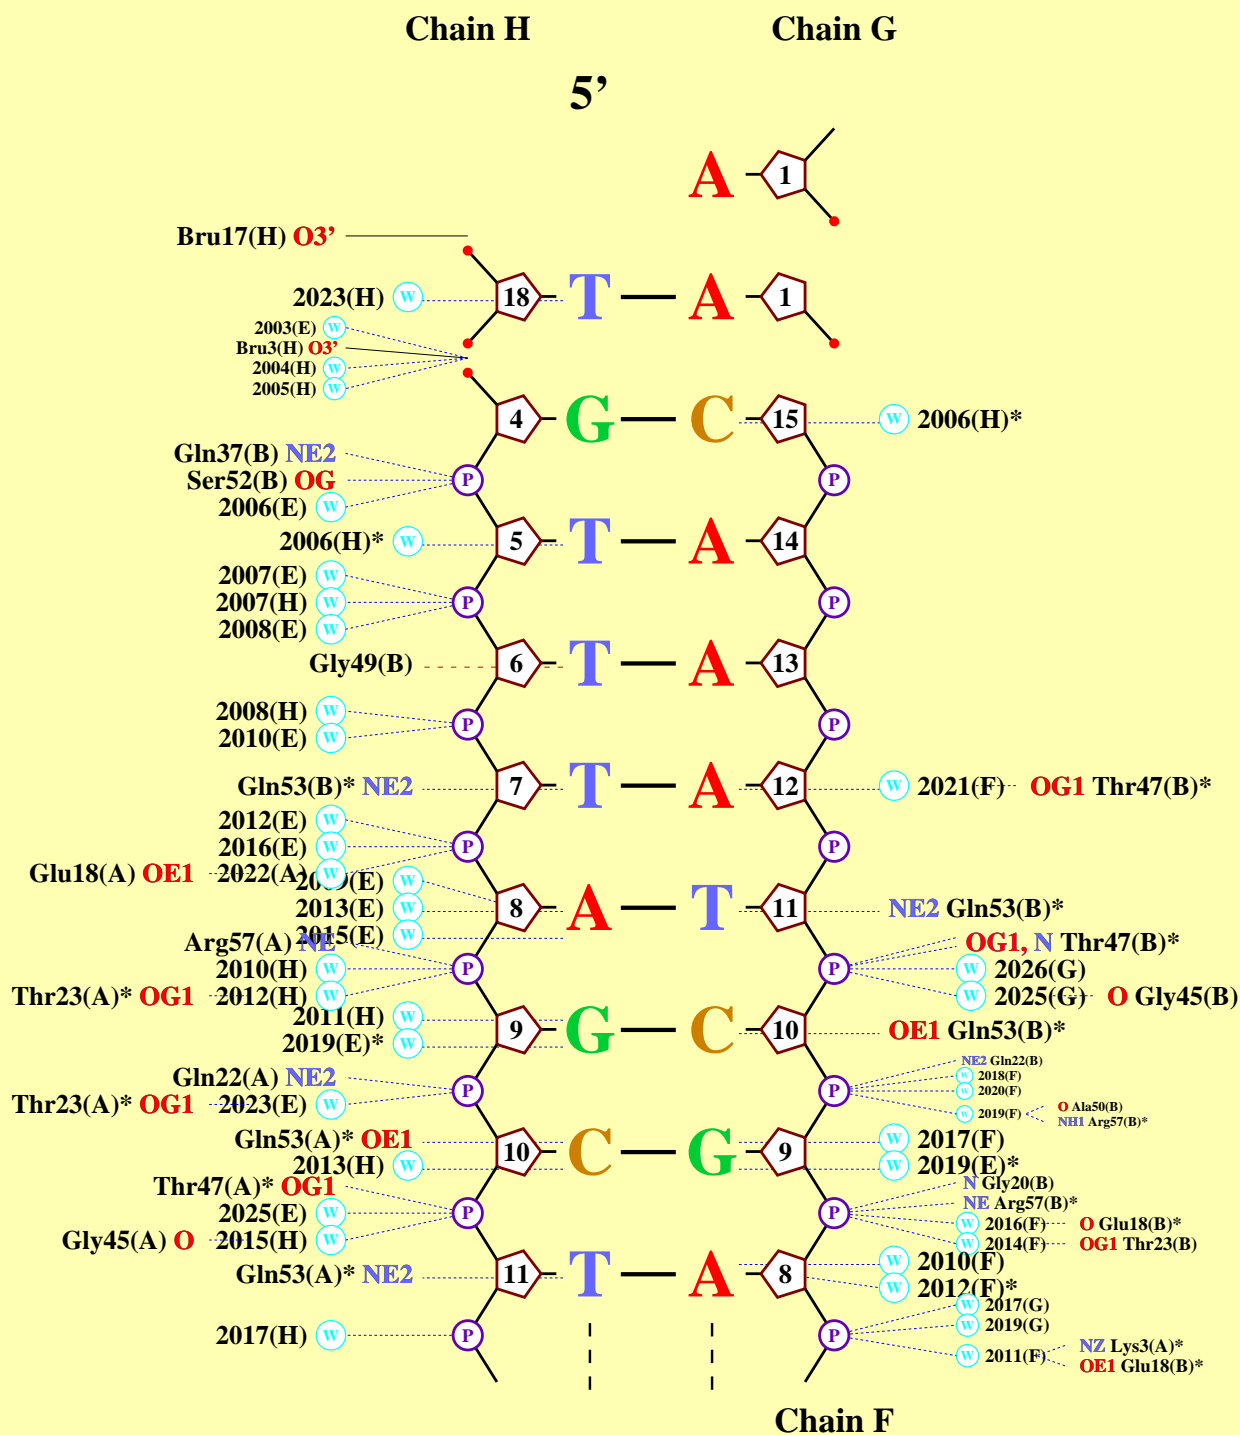 Chain H Chain G
5’
A 1
Bru17(H) O3’
2023(H) W 18 T A 1
2003(E) W
Bru3(H) O3’
2004(H) W
2005(H) W
4 G C 15 W 2006(H)*
Gln37(B) NE2
Ser52(B) OG P P
2006(E) W
2006(H)* W 5 T A 14
2007(E) W
2007(H) W P P
2008(E) W
Gly49(B) 6 T A 13
2008(H) W
P P
2010(E) W
Gln53(B)* NE2 7 T A 12 W 2021(F) OG1 Thr47(B)*
2012(E) W
2016(E) W P P
Glu18(A) OE1 2022(A) W
2009(E) W
2013(E) W 8 A T 11 NE2 Gln53(B)*
2015(E) W
Arg57(A) NE OG1, N Thr47(B)*
2010(H) W P P W 2026(G)
Thr23(A)* OG1 2012(H) W W 2025(G) O Gly45(B)
2011(H) W
9 G C 10 OE1 Gln53(B)*
2019(E)* W
NE2 Gln22(B)
Gln22(A) NE2 W 2018(F)
P P W 2020(F)
Thr23(A)* OG1 2023(E) W
W 2019(F) O Ala50(B)
NH1 Arg57(B)*
Gln53(A)* OE1 W 2017(F)
10 C G 9
2013(H) W W 2019(E)*
Thr47(A)* OG1 N Gly20(B)
NE Arg57(B)*
2025(E) W P P
W 2016(F) O Glu18(B)*
Gly45(A) O 2015(H) W W 2014(F) OG1 Thr23(B)
W 2010(F)
Gln53(A)* NE2 11 T A 8
W 2012(F)*
W 2017(G)
W 2019(G)
2017(H) W P P
W 2011(F) NZ Lys3(A)*
OE1 Glu18(B)*
Chain F